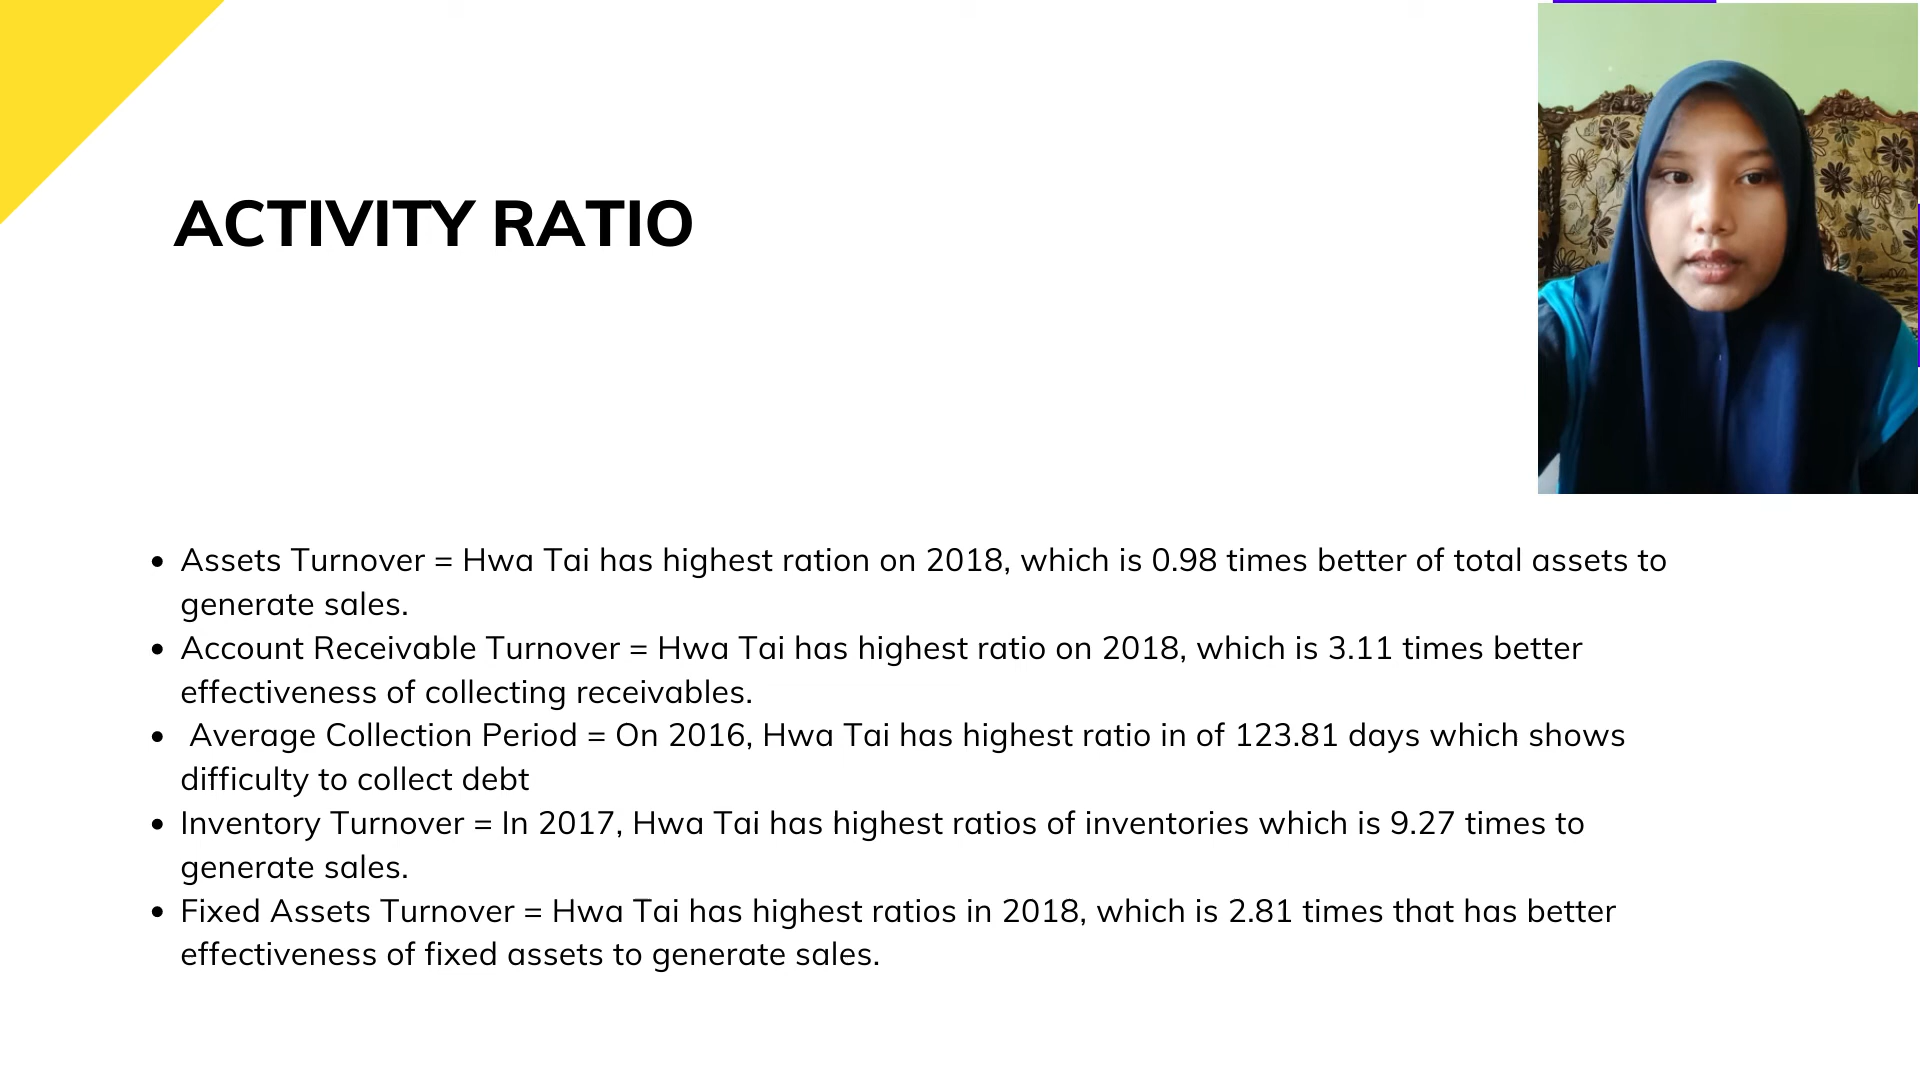 ACTIVITY RATIO
• Assets Turnover = Hwa Tai has highest ration on 2018, which is 0.98 times better of total assets to
generate sales.
• Account Receivable Turnover = Hwa Tai has highest ratio on 2018, which is 3.11 times better
effectiveness of collecting receivables.
• Average Collection Period = On 2016, Hwa Tai has highest ratio in of 123.81 days which shows
difficulty to collect debt
• Inventory Turnover = In 2017, Hwa Tai has highest ratios of inventories which is 9.27 times to
generate sales.
• Fixed Assets Turnover = Hwa Tai has highest ratios in 2018, which is 2.81 times that has better
effectiveness of fixed assets to generate sales.